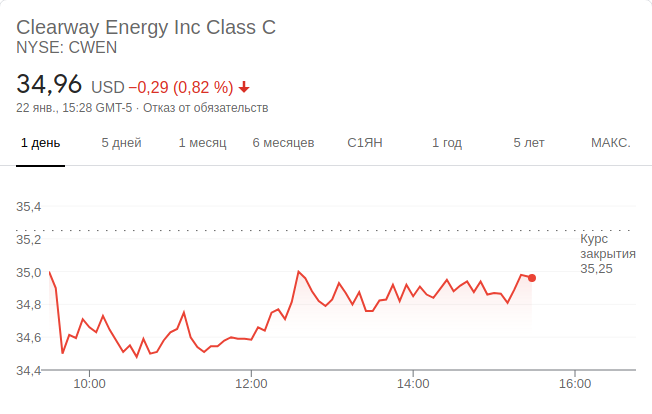 Clearway Energy Inc Class C
NYSE: CWEN
34,96 USD −0,29 (0,82 %)
22 янв., 15:28 GMT-5 · Отказ от обязательств
1 день 5 дней 1 месяц 6 месяцев С1ЯН 1 год 5 лет МАКС.
35,4
35,2
35,0
34,8
34,6
34,4
Курс
закрытия
35,25
10:00 12:00 14:00 16:00